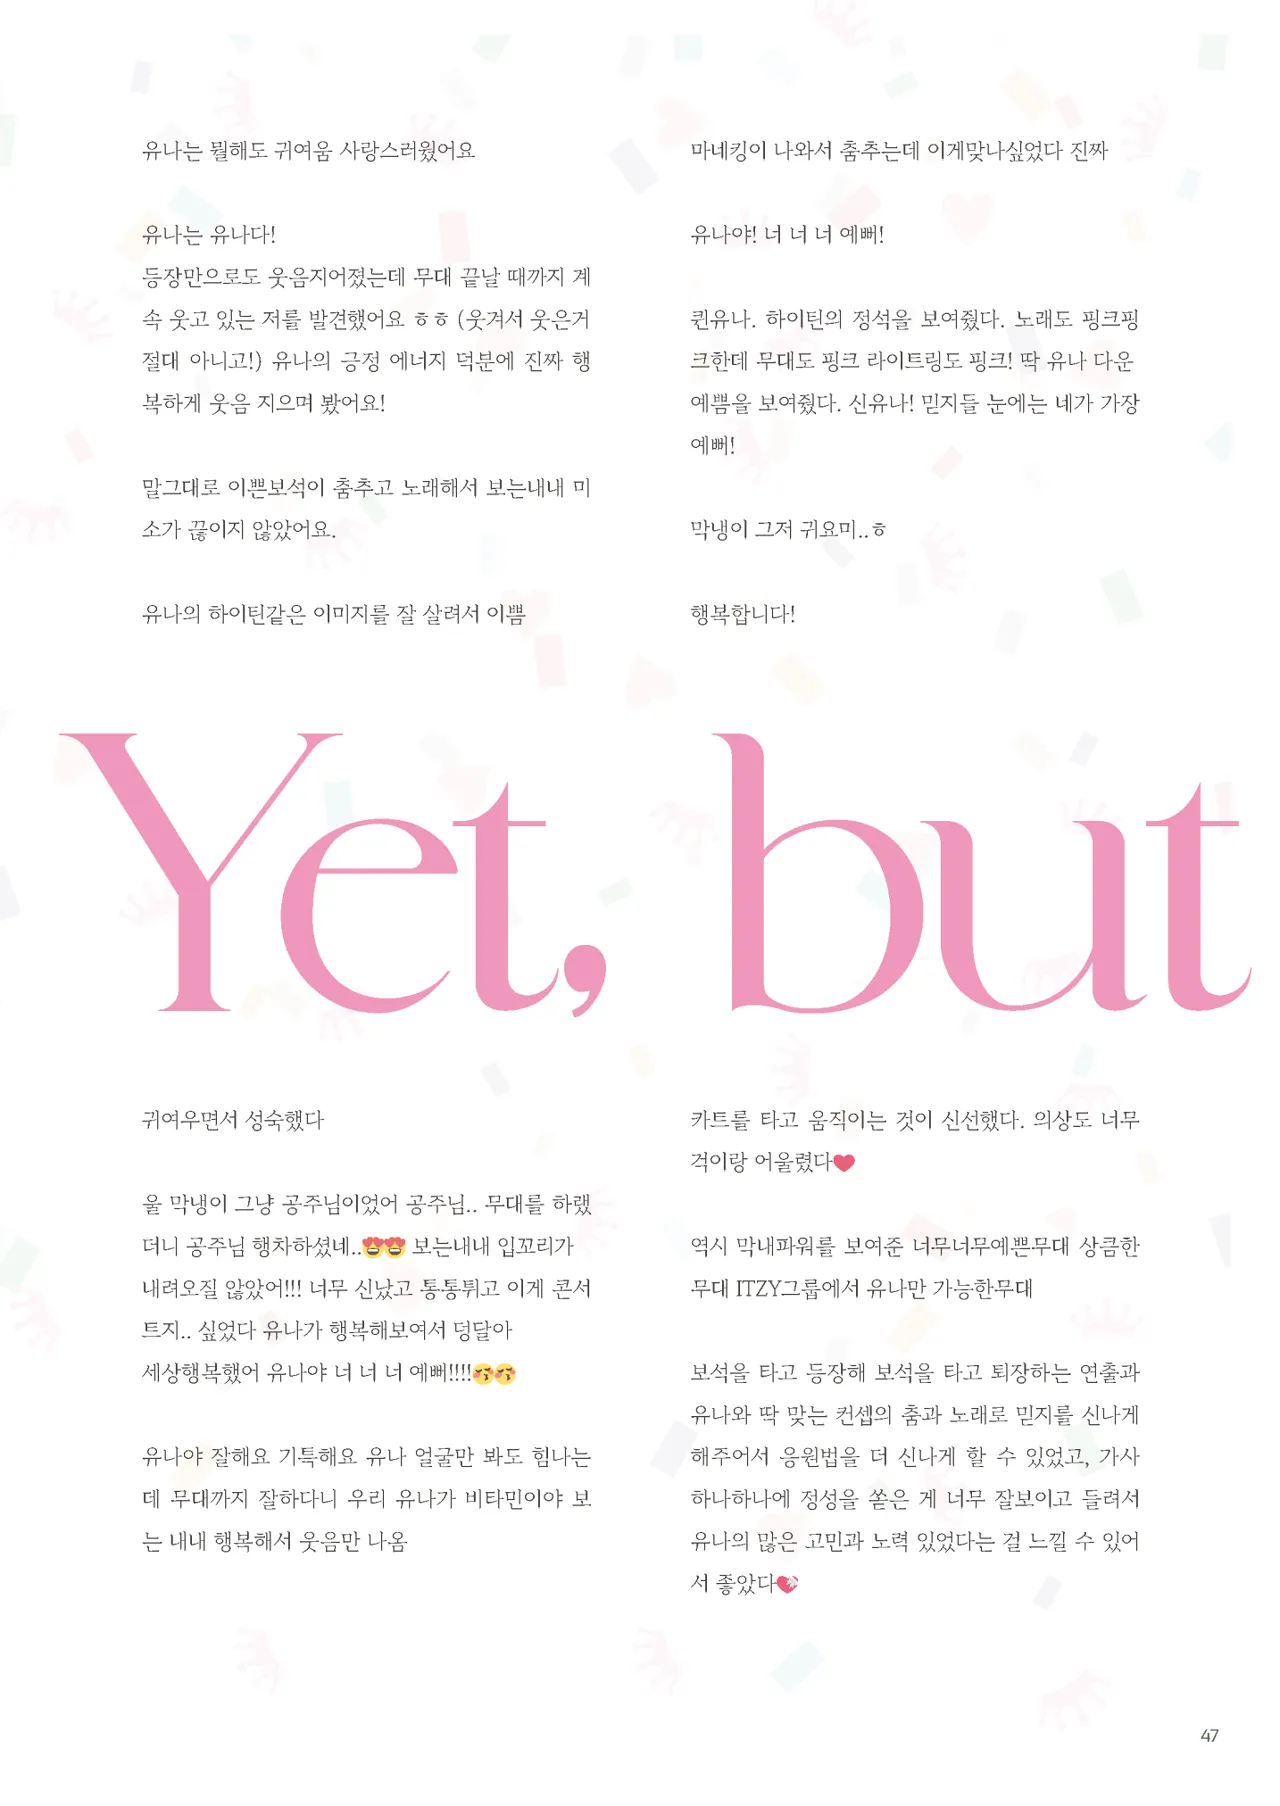 유나는 뭘해도 귀여움 사랑스러웠어요
유나는 유나다!
등장만으로도 웃음지어졌는데 무대 끝날 때까지 계
속 웃고 있는 저를 발견했어요 ㅎㅎ (웃겨서 웃은거
절대 아니고!) 유나의 긍정 에너지 덕분에 진짜 행
복하게 웃음 지으며 봤어요!
말그대로 이쁜보석이 춤추고 노래해서 보는내내 미
소가 끊이지 않았어요.
유나의 하이틴같은 이미지를 잘 살려서 이쁨
마네킹이 나와서 춤추는데 이게맞나싶었다 진짜
유나야! 너 너 너 예뻐!
퀸유나. 하이틴의 정석을 보여줬다. 노래도 핑크핑
크한데 무대도 핑크 라이트링도 핑크! 딱 유나 다운
예쁨을 보여줬다. 신유나! 믿지들 눈에는 네가 가장
예뻐!
막냉이 그저 귀요미..ㅎ
행복합니다!
Yet, but
귀여우면서 성숙했다
울 막냉이 그냥 공주님이었어 공주님.. 무대를 하랬
더니 공주님 행차하셨네..😍😍 보는내내 입꼬리가
내려오질 않았어!!! 너무 신났고 통통튀고 이게 콘서
트지.. 싶었다 유나가 행복해보여서 덩달아
세상행복했어 유나야 너 너 너 예뻐!!!!😚😚
유나야 잘해요 기특해요 유나 얼굴만 봐도 힘나는
데 무대까지 잘하다니 우리 유나가 비타민이야 보
는 내내 행복해서 웃음만 나옴
카트를 타고 움직이는 것이 신선했다. 의상도 너무
걱이랑 어울렸다❤
역시 막내파워를 보여준 너무너무예쁜무대 상큼한
무대 ITZY그룹에서 유나만 가능한무대
보석을 타고 등장해 보석을 타고 퇴장하는 연출과
유나와 딱 맞는 컨셉의 춤과 노래로 믿지를 신나게
해주어서 응원법을 더 신나게 할 수 있었고, 가사
하나하나에 정성을 쏟은 게 너무 잘보이고 들려서
유나의 많은 고민과 노력 있었다는 걸 느낄 수 있어
서 좋았다💝
47